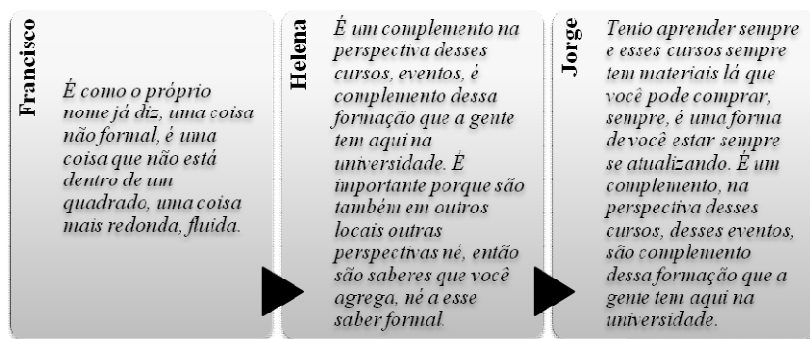 Francisco
É como o próprio
nome já diz, uma coisa
não formal, é uma
coisa que não está
dentro de um
quadrado, uma coisa
mais redonda, fluida.
Helena
É um complemento na
perspectiva desses
cursos, eventos, é
complemento dessa
formação que a gente
tem aqui na
universidade. É
importante porque são
também em outros
locais outras
perspectivas né, então
são saberes que você
agrega, né a esse
saber formal.
Jorge
Tento aprender sempre
e esses cursos sempre
tem materiais lá que
você pode comprar,
sempre, é uma forma
de você estar sempre
se atualizando. É um
complemento, na
perspectiva desses
cursos, desses eventos,
são complemento
dessa formação que a
gente tem aqui na
universidade.